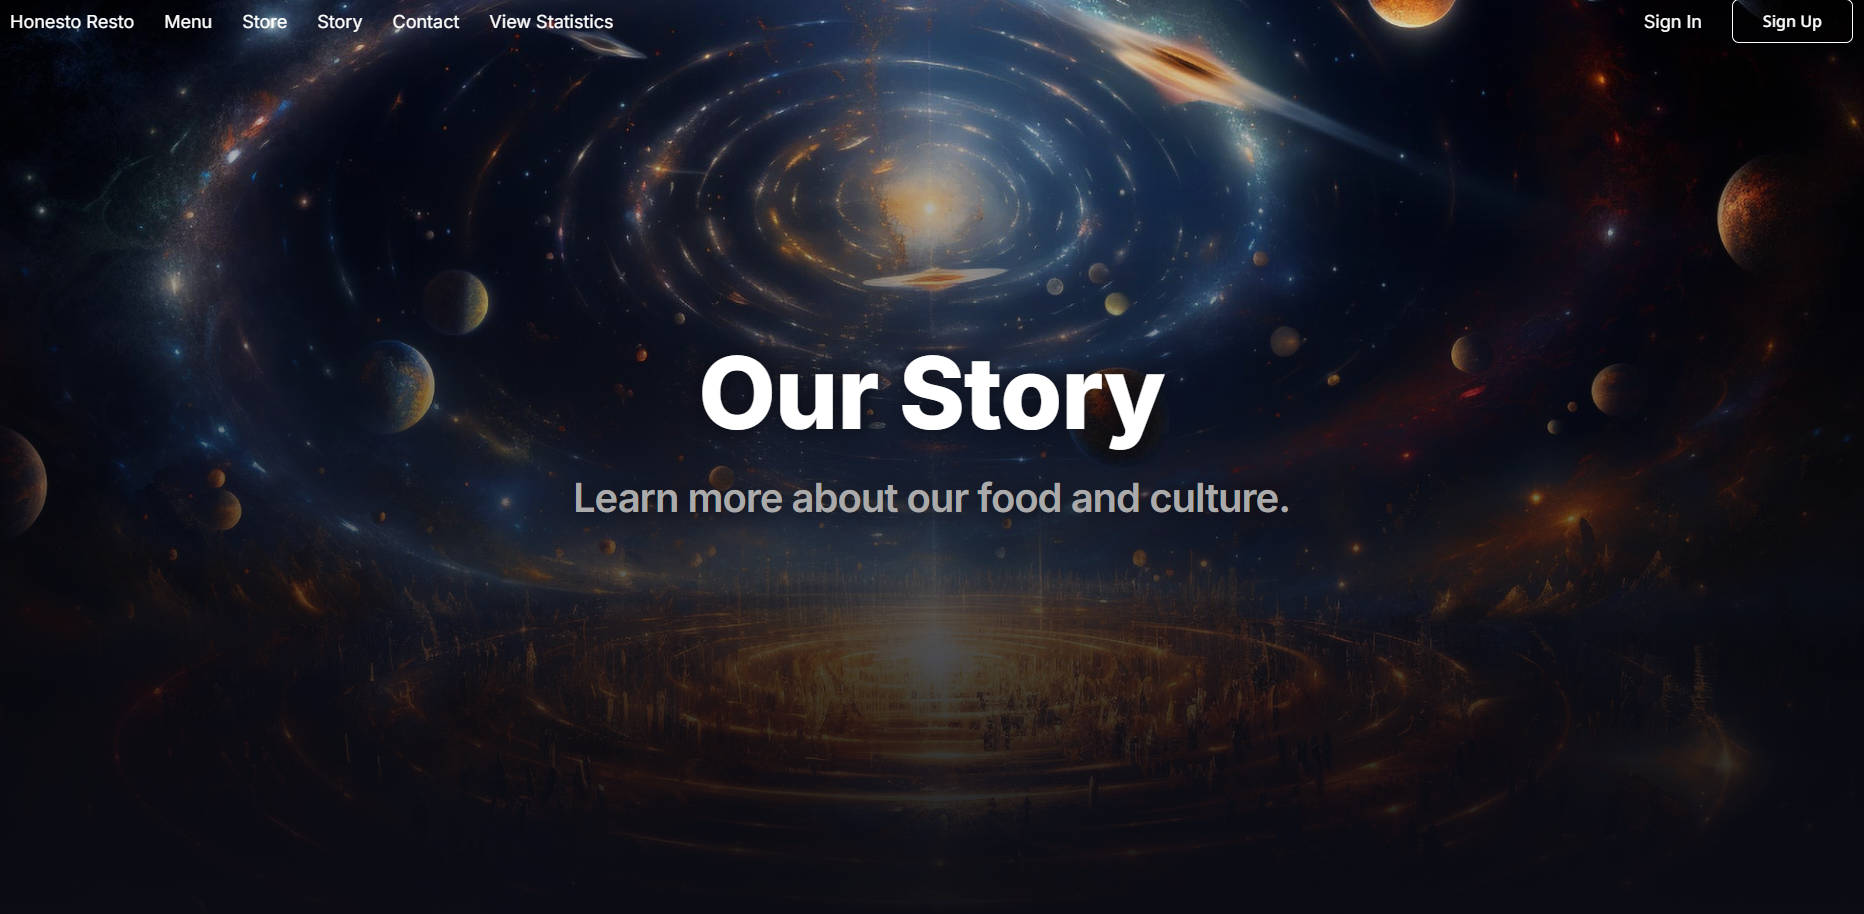 Honesto Resto Menu Store Story Contact View Statistics Sign In Sign Up
Our Story
Learn more about our food and culture.